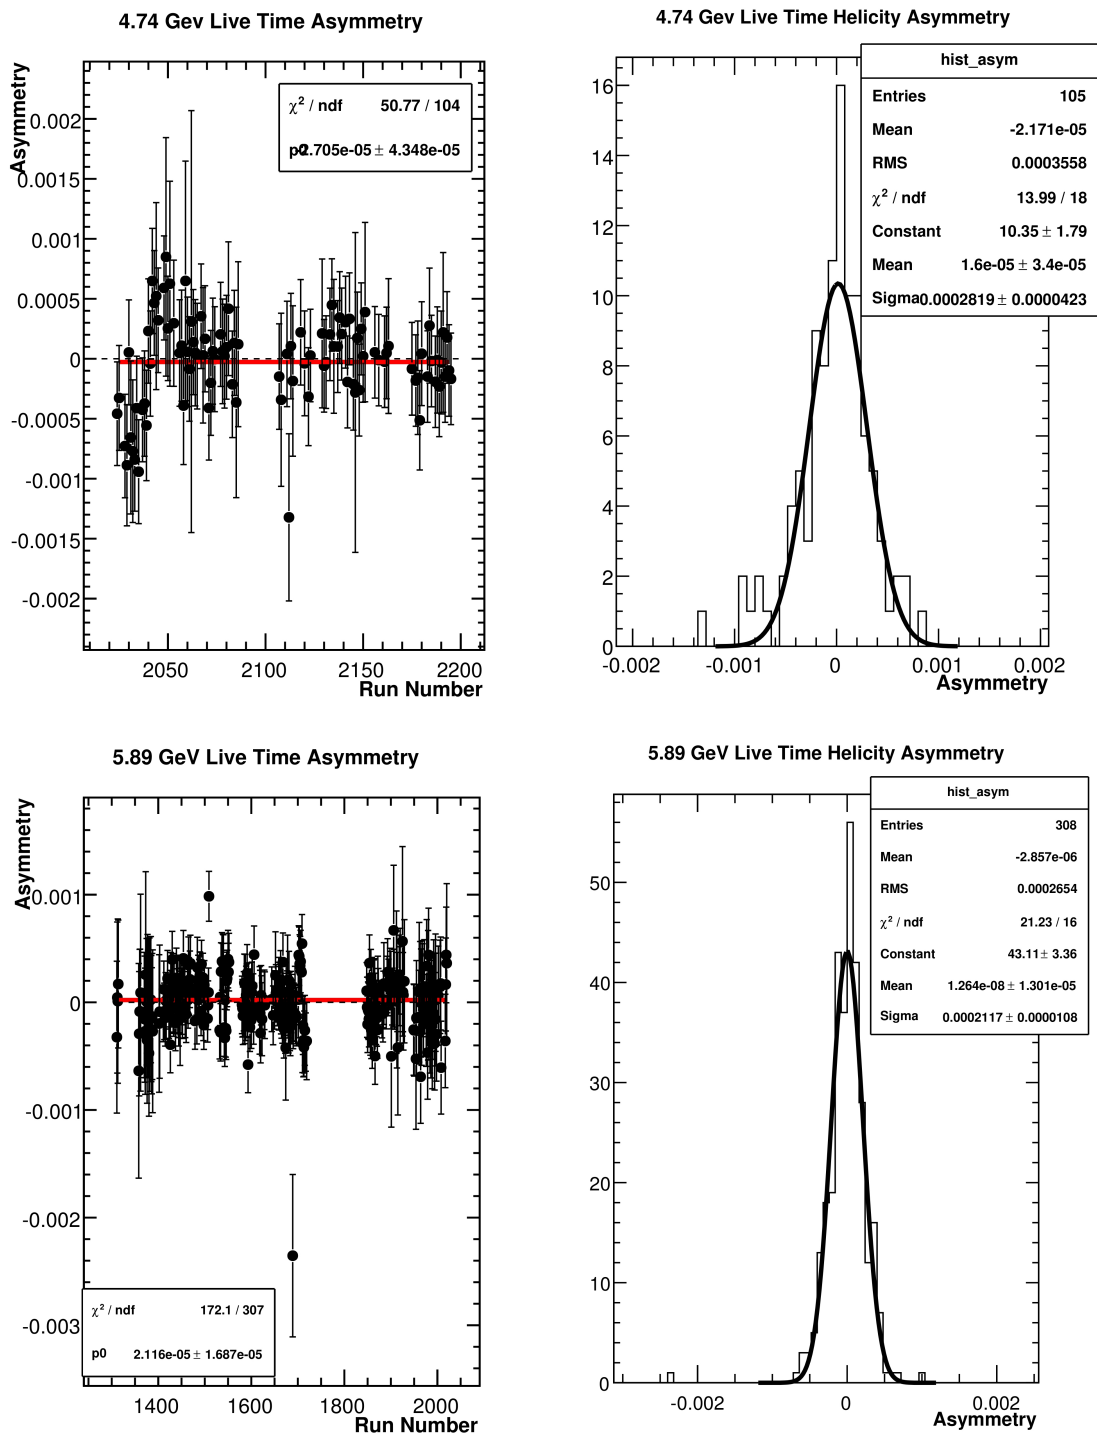 4.74 Gev Live Time Asymmetry
Asymmetry
χ² / ndf 50.77 / 104
p0 -2.705e-05 ± 4.348e-05
0.002
0.0015
0.001
0.0005
0
-0.0005
-0.001
-0.0015
-0.002
2050 2100 2150 2200
Run Number
4.74 Gev Live Time Helicity Asymmetry
hist_asym
Entries 105
Mean -2.171e-05
RMS 0.0003558
χ² / ndf 13.99 / 18
Constant 10.35 ± 1.79
Mean 1.6e-05 ± 3.4e-05
Sigma 0.0002819 ± 0.0000423
16
14
12
10
8
6
4
2
0
-0.002 -0.001 0 0.001 0.002
Asymmetry
5.89 GeV Live Time Asymmetry
Asymmetry
0.001
0
-0.001
-0.002
-0.003
χ² / ndf 172.1 / 307
p0 2.116e-05 ± 1.687e-05
1400 1600 1800 2000
Run Number
5.89 GeV Live Time Helicity Asymmetry
hist_asym
Entries 308
Mean -2.857e-06
RMS 0.0002654
χ² / ndf 21.23 / 16
Constant 43.11 ± 3.36
Mean 1.264e-08 ± 1.301e-05
Sigma 0.0002117 ± 0.0000108
50
40
30
20
10
0
-0.002 0 0.002
Asymmetry